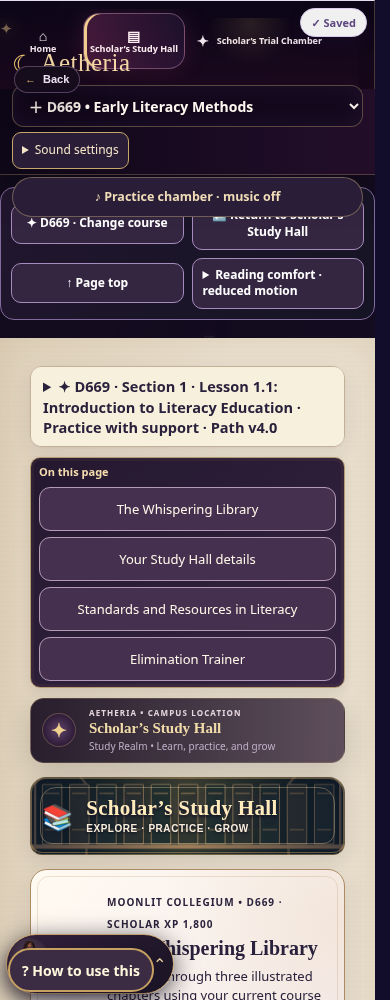 ✓ Saved
Home
Scholar's Study Hall
Scholar's Trial Chamber
Aetheria
← Back
＋ D669 • Early Literacy Methods
▶ Sound settings
♪ Practice chamber · music off
✦ D669 · Change course
Return to Scholar's
Study Hall
↑ Page top
▶ Reading comfort ·
reduced motion
▶ ✦ D669 · Section 1 · Lesson 1.1:
Introduction to Literacy Education ·
Practice with support · Path v4.0
On this page
The Whispering Library
Your Study Hall details
Standards and Resources in Literacy
Elimination Trainer
AETHERIA • CAMPUS LOCATION
Scholar’s Study Hall
Study Realm • Learn, practice, and grow
Scholar’s Study Hall
EXPLORE · PRACTICE · GROW
MOONLIT COLLEGIUM • D669 ·
SCHOLAR XP 1,800
hispering Library
hrough three illustrated
chapters using your current course
? How to use this